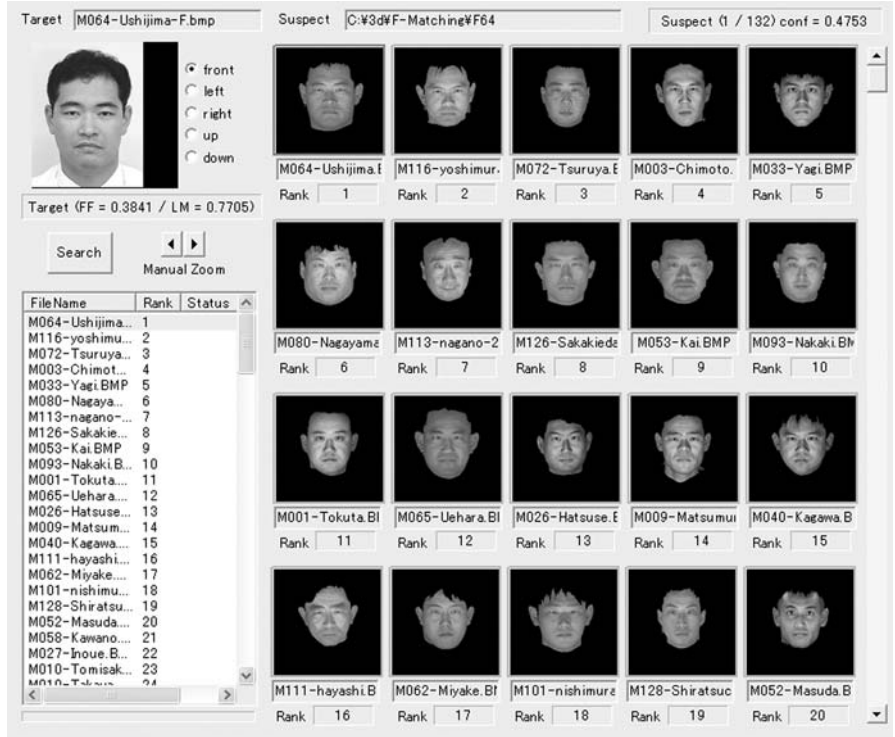 Target M064-Ushijima-F.bmp Suspect C:¥3d¥F-Matching¥F64 Suspect (1 / 132) conf = 0.4753
front
left
right
up
down
Target (FF = 0.3841 / LM = 0.7705)
Search
Manual Zoom
FileName Rank Status
M064-Ushijima... 1
M116-yoshimu... 2
M072-Tsuruya... 3
M003-Chimot... 4
M033-Yagi.BMP 5
M080-Nagaya... 6
M113-nagano-... 7
M126-Sakakie... 8
M053-Kai.BMP 9
M093-Nakaki.B... 10
M001-Tokuta.... 11
M065-Uehara.... 12
M026-Hatsuse... 13
M009-Matsum... 14
M040-Kagawa.... 15
M111-hayashi.... 16
M062-Miyake.... 17
M101-nishimu... 18
M128-Shiratsu... 19
M052-Masuda.... 20
M058-Kawano.... 21
M027-Inoue.B... 22
M010-Tomisak... 23
24
M064-Ushijima.B M116-yoshimur. M072-Tsuruya.B M003-Chimoto. M033-Yagi.BMP
Rank 1 Rank 2 Rank 3 Rank 4 Rank 5
M080-Nagayama M113-nagano-2 M126-Sakakieda M053-Kai.BMP M093-Nakaki.BM
Rank 6 Rank 7 Rank 8 Rank 9 Rank 10
M001-Tokuta.BI M065-Uehara.BI M026-Hatsuse.B M009-Matsumur M040-Kagawa.B
Rank 11 Rank 12 Rank 13 Rank 14 Rank 15
M111-hayashi.B M062-Miyake.BI M101-nishimura M128-Shiratsuc M052-Masuda.B
Rank 16 Rank 17 Rank 18 Rank 19 Rank 20